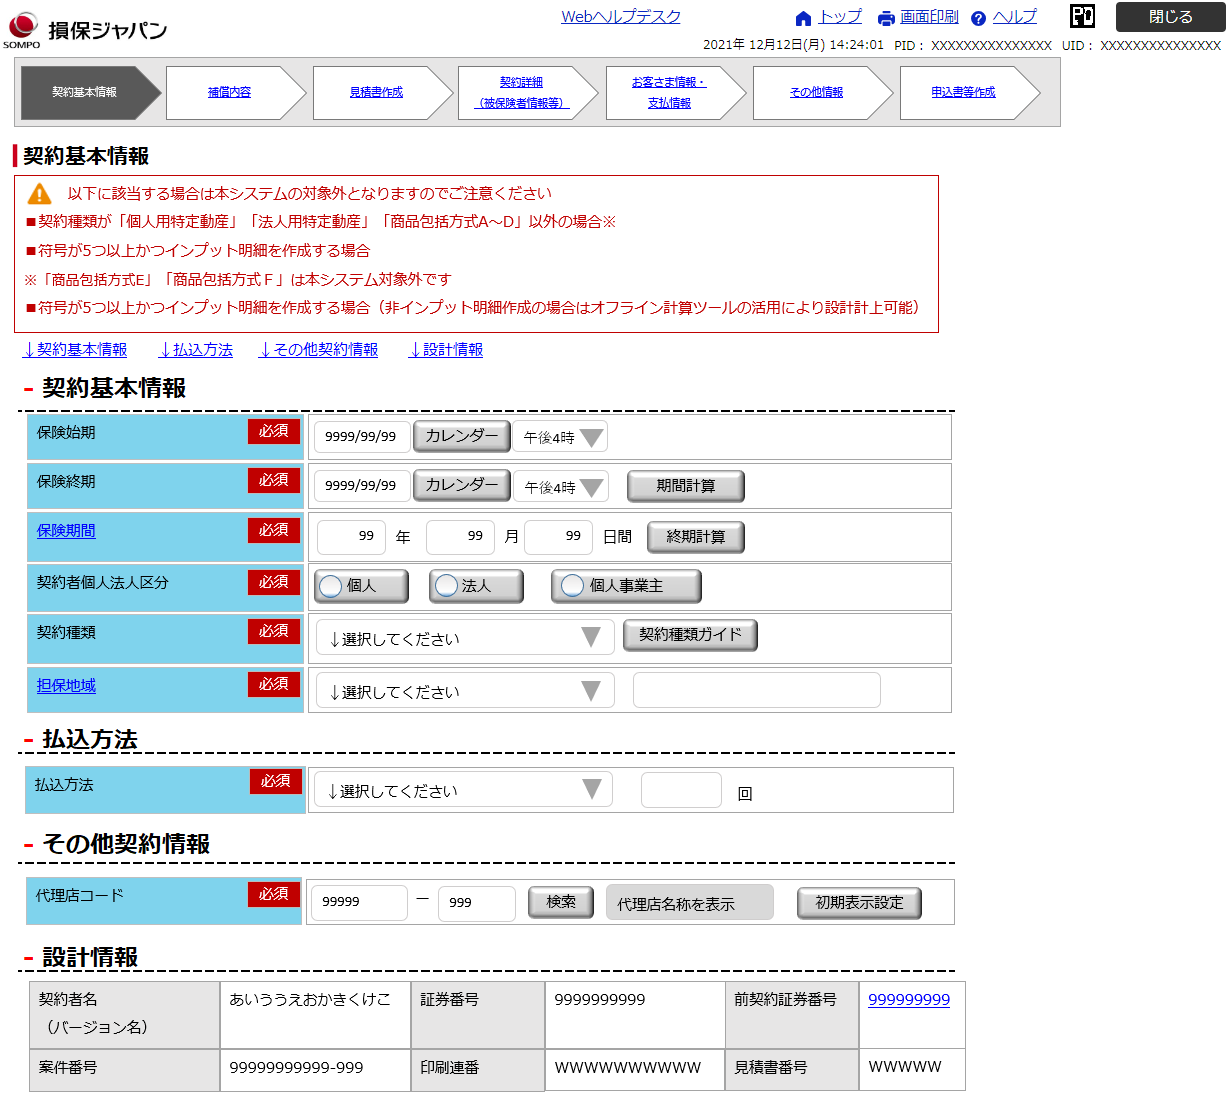 SOMPO 損保ジャパン
Webヘルプデスク トップ 画面印刷 ヘルプ 閉じる
2021年 12月12日(月) 14:24:01 PID： XXXXXXXXXXXXXXX UID： XXXXXXXXXXXXXXX
契約基本情報 補償内容 見積書作成 契約詳細 お客さま情報・ その他情報 申込書等作成
（被保険者情報等） 支払情報
契約基本情報
以下に該当する場合は本システムの対象外となりますのでご注意ください
■契約種類が「個人用特定動産」「法人用特定動産」「商品包括方式A～D」以外の場合※
■符号が5つ以上かつインプット明細を作成する場合
※「商品包括方式E」「商品包括方式Ｆ」は本システム対象外です
■符号が5つ以上かつインプット明細を作成する場合（非インプット明細作成の場合はオフライン計算ツールの活用により設計計上可能）
↓契約基本情報 ↓払込方法 ↓その他契約情報 ↓設計情報
- 契約基本情報
保険始期 必須 9999/99/99 カレンダー 午後4時
保険終期 必須 9999/99/99 カレンダー 午後4時 期間計算
保険期間 必須 99 年 99 月 99 日間 終期計算
契約者個人法人区分 必須 個人 法人 個人事業主
契約種類 必須 ↓選択してください 契約種類ガイド
担保地域 必須 ↓選択してください
- 払込方法
払込方法 必須 ↓選択してください 回
- その他契約情報
代理店コード 必須 99999 － 999 検索 代理店名称を表示 初期表示設定
- 設計情報
契約者名 あいううえおかきくけこ 証券番号 9999999999 前契約証券番号 999999999
（バージョン名）
案件番号 99999999999-999 印刷連番 WWWWWWWWWW 見積書番号 WWWWW